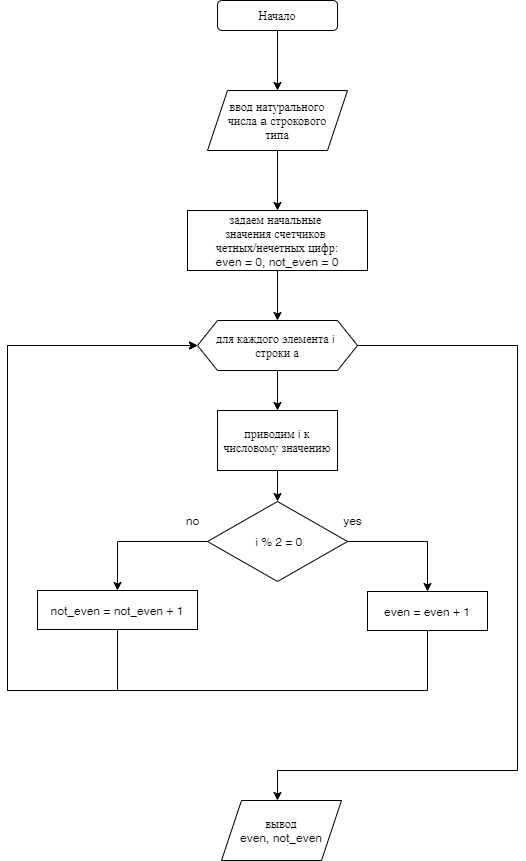 Начало
ввод натурального
числа a строкового
типа
задаем начальные
значения счетчиков
четных/нечетных цифр:
even = 0, not_even = 0
для каждого элемента i
строки a
приводим i к
числовому значению
no
yes
i % 2 = 0
not_even = not_even + 1
even = even + 1
вывод
even, not_even